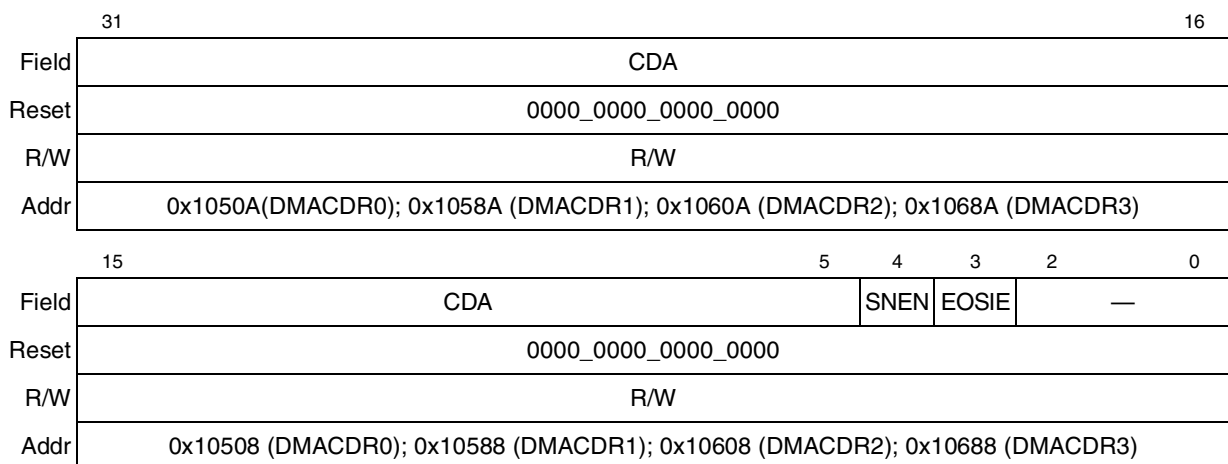 31 16
Field CDA
Reset 0000_0000_0000_0000
R/W R/W
Addr 0x1050A(DMACDR0); 0x1058A (DMACDR1); 0x1060A (DMACDR2); 0x1068A (DMACDR3)
15 5 4 3 2 0
Field CDA SNEN EOSIE —
Reset 0000_0000_0000_0000
R/W R/W
Addr 0x10508 (DMACDR0); 0x10588 (DMACDR1); 0x10608 (DMACDR2); 0x10688 (DMACDR3)